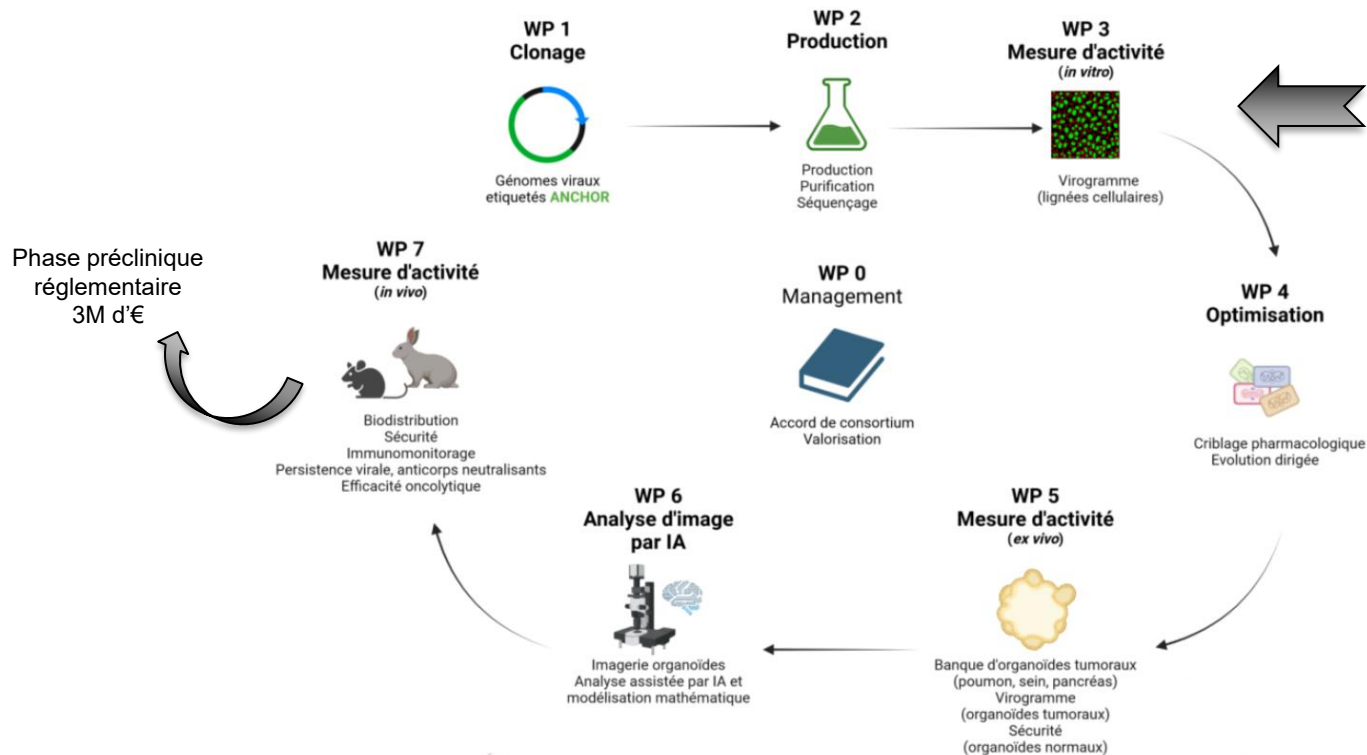 WP 1
Clonage
Génomes viraux
etiquetés ANCHOR
WP 2
Production
Production
Purification
Séquençage
WP 3
Mesure d'activité
(in vitro)
Virogramme
(lignées cellulaires)
WP 4
Optimisation
Criblage pharmacologique
Evolution dirigée
WP 5
Mesure d'activité
(ex vivo)
Banque d'organoïdes tumoraux
(poumon, sein, pancréas)
Virogramme
(organoïdes tumoraux)
Sécurité
(organoïdes normaux)
WP 6
Analyse d'image
par IA
Imagerie organoïdes
Analyse assistée par IA et
modélisation mathématique
WP 7
Mesure d'activité
(in vivo)
Biodistribution
Sécurité
Immunomonitorage
Persistence virale, anticorps neutralisants
Efficacité oncolytique
Phase préclinique
réglementaire
3M d'€
WP 0
Management
Accord de consortium
Valorisation